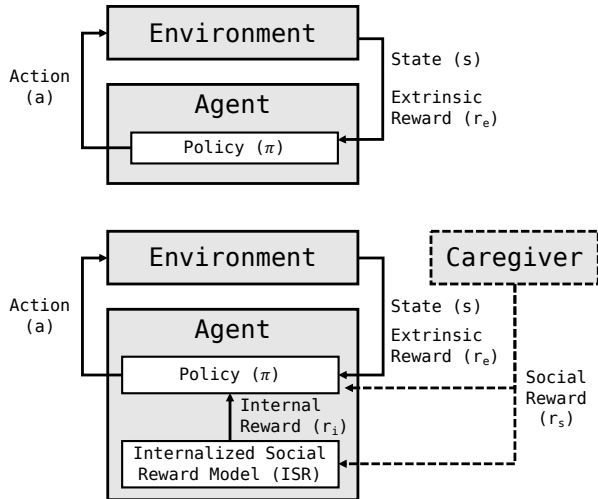 Environment
Action
(a)
State (s)
Extrinsic
Reward (rₑ)
Agent
Policy (π)
Environment
Caregiver
Action
(a)
State (s)
Extrinsic
Reward (rₑ)
Agent
Policy (π)
Internal
Reward (rᵢ)
Social
Reward
(rₛ)
Internalized Social
Reward Model (ISR)